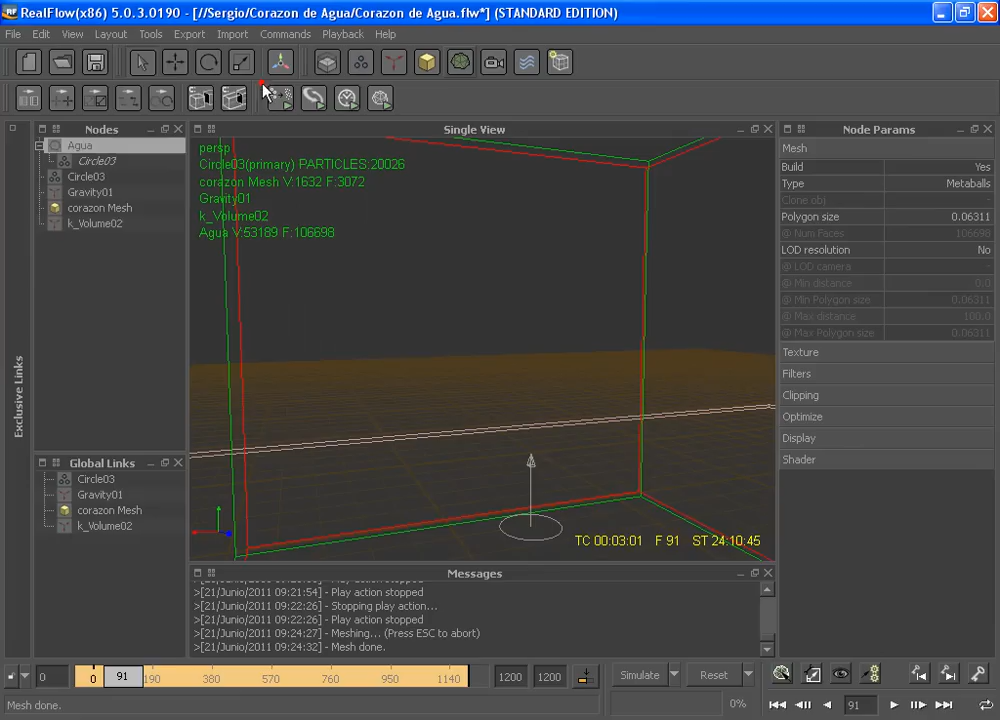 RealFlow(x86) 5.0.3.0190 - [//Sergio/Corazon de Agua/Corazon de Agua.flw*] (STANDARD EDITION)
File Edit View Layout Tools Export Import Commands Playback Help
Nodes
Agua
Circle03
Circle03
Gravity01
corazon Mesh
k_Volume02
Exclusive Links
Global Links
Circle03
Gravity01
corazon Mesh
k_Volume02
Single View
persp
Circle03(primary) PARTICLES:20026
corazon Mesh V:1632 F:3072
Gravity01
k_Volume02
Agua V:53189 F:106698
TC 00:03:01 F 91 ST 24:10:45
Messages
>[21/Junio/2011 09:21:54] - Play action stopped
>[21/Junio/2011 09:22:26] - Stopping play action...
>[21/Junio/2011 09:22:26] - Play action stopped
>[21/Junio/2011 09:24:27] - Meshing... (Press ESC to abort)
>[21/Junio/2011 09:24:32] - Mesh done.
Node Params
Mesh
Build Yes
Type Metaballs
Clone obj
Polygon size 0.06311
@ Num Faces 106698
LOD resolution No
@ LOD camera
@ Min distance 0.0
@ Min Polygon size 0.06311
@ Max distance 100.0
@ Max Polygon size 0.06311
Texture
Filters
Clipping
Optimize
Display
Shader
0 0 91 190 380 570 760 950 1140 1200 1200
Simulate Reset
Mesh done.
0% 91